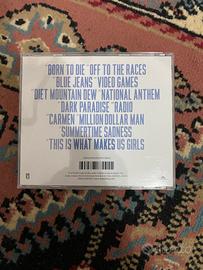 "BORN TO DIE "OFF TO THE RACES
"BLUE JEANS "VIDEO GAMES
"DIET MOUNTAIN DEW "NATIONAL ANTHEM
"DARK PARADISE "RADIO
"CARMEN "MILLION DOLLAR MAN
"SUMMERTIME SADNESS
"THIS IS WHAT MAKES US GIRLS